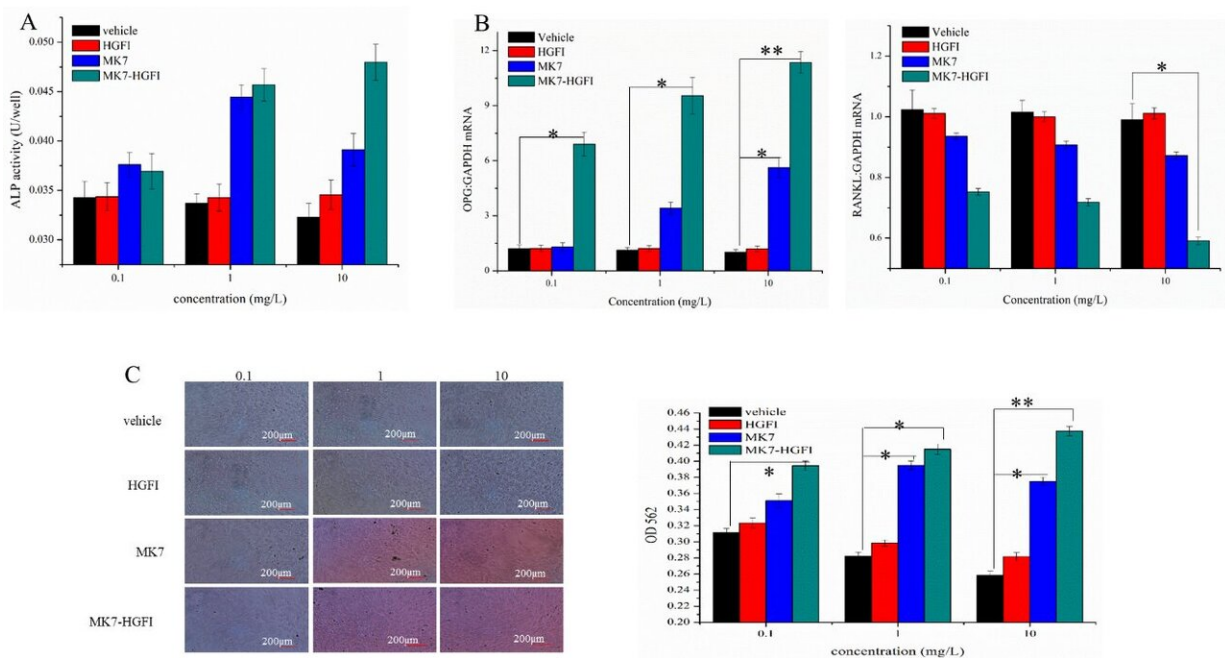 A
vehicle
HGFI
MK7
MK7-HGFI
ALP activity (U/well)
0.050
0.045
0.040
0.035
0.030
0.1
1
10
concentration (mg/L)
B
Vehicle
HGFI
MK7
MK7-HGFI
OPG:GAPDH mRNA
12
9
6
3
0
*
*
**
*
0.1
1
10
Concentration (mg/L)
Vehicle
HGFI
MK7
MK7-HGFI
RANKL:GAPDH mRNA
1.0
0.8
0.6
*
0.1
1
10
Concentration (mg/L)
C
0.1 1 10
vehicle
200μm 200μm 200μm
HGFI
200μm 200μm 200μm
MK7
200μm 200μm 200μm
MK7-HGFI
200μm 200μm 200μm
vehicle
HGFI
MK7
MK7-HGFI
OD 562
0.46
0.44
0.42
0.40
0.38
0.36
0.34
0.32
0.30
0.28
0.26
0.24
0.22
0.20
*
*
*
**
*
0.1
1
10
concentration (mg/L)